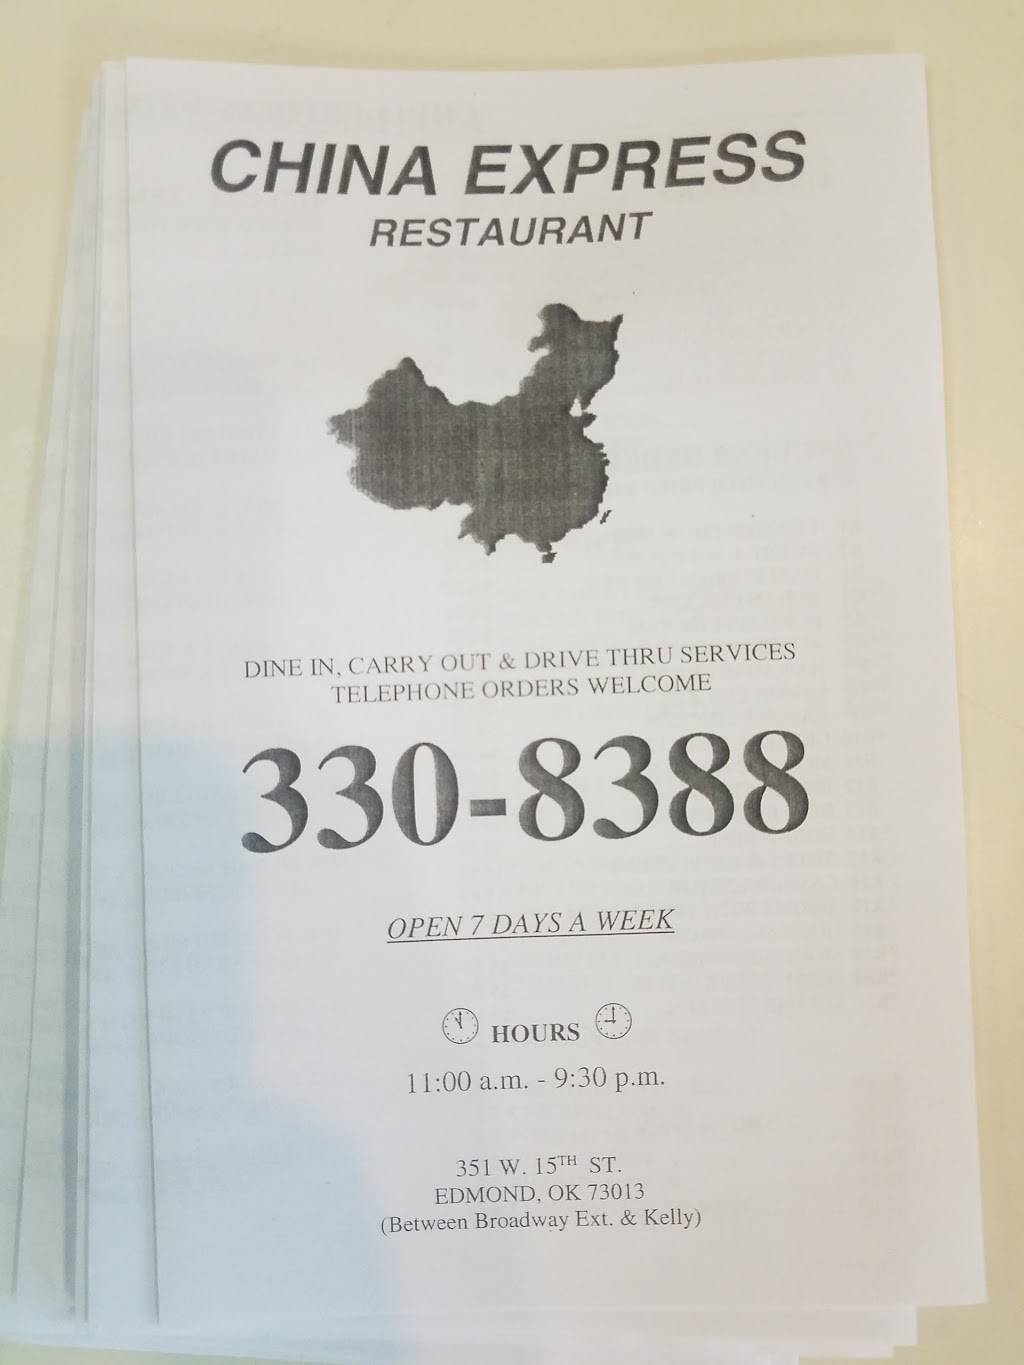 CHINA EXPRESS
RESTAURANT
DINE IN, CARRY OUT & DRIVE THRU SERVICES
TELEPHONE ORDERS WELCOME
330-8388
OPEN 7 DAYS A WEEK
HOURS
11:00 a.m. - 9:30 p.m.
351 W. 15TH ST.
EDMOND, OK 73013
(Between Broadway Ext. & Kelly)